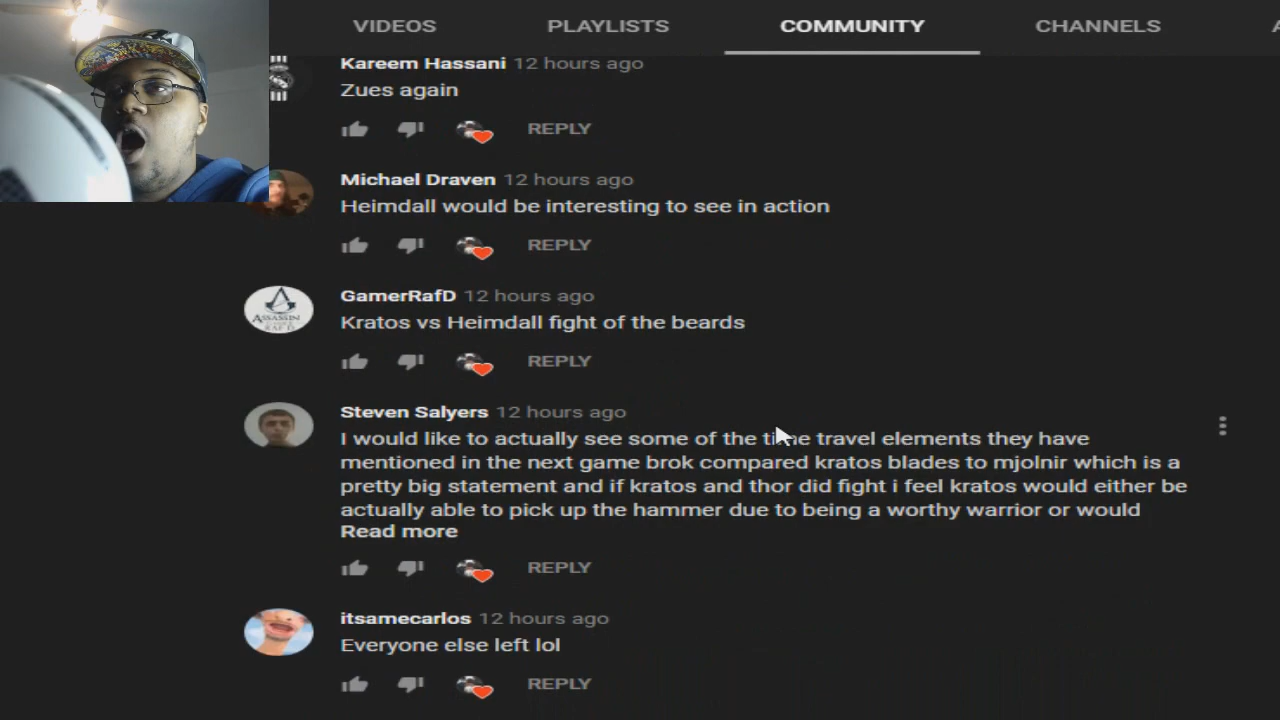 VIDEOS PLAYLISTS COMMUNITY CHANNELS
Kareem Hassani 12 hours ago
Zues again
REPLY
Michael Draven 12 hours ago
Heimdall would be interesting to see in action
REPLY
GamerRafD 12 hours ago
ASSASSIN
Kratos vs Heimdall fight of the beards
REPLY
Steven Salyers 12 hours ago
I would like to actually see some of the time travel elements they have
mentioned in the next game brok compared kratos blades to mjolnir which is a
pretty big statement and if kratos and thor did fight i feel kratos would either be
actually able to pick up the hammer due to being a worthy warrior or would
Read more
REPLY
itsamecarlos 12 hours ago
Everyone else left lol
REPLY